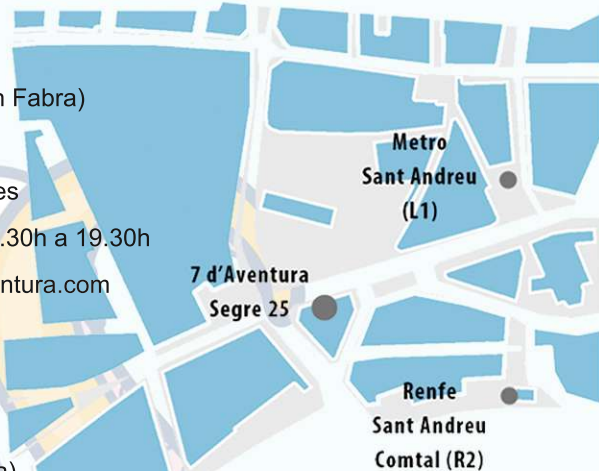 n Fabra)
es
.30h a 19.30h
ntura.com
Metro
Sant Andreu
(L1)
7 d'Aventura
Segre 25
Renfe
Sant Andreu
Comtal (R2)